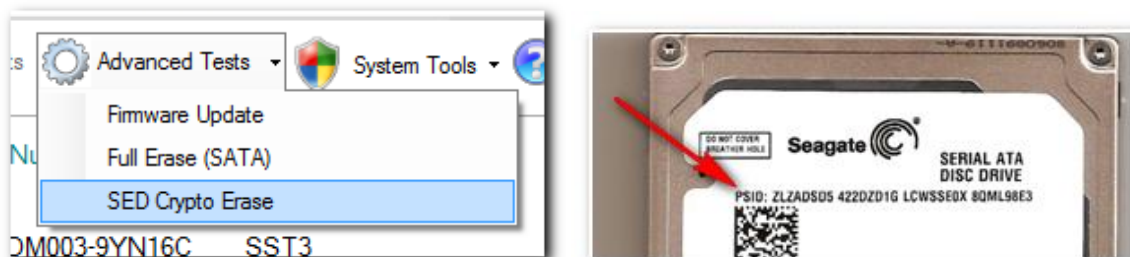 Advanced Tests
System Tools
Firmware Update
Full Erase (SATA)
SED Crypto Erase
DM003-9YN16C SST3
DO NOT COVER
BREATHER HOLE
Seagate
SERIAL ATA
DISC DRIVE
PSID: ZLZADSD5 422DZD1G LCWSSE0X 8QML98E3